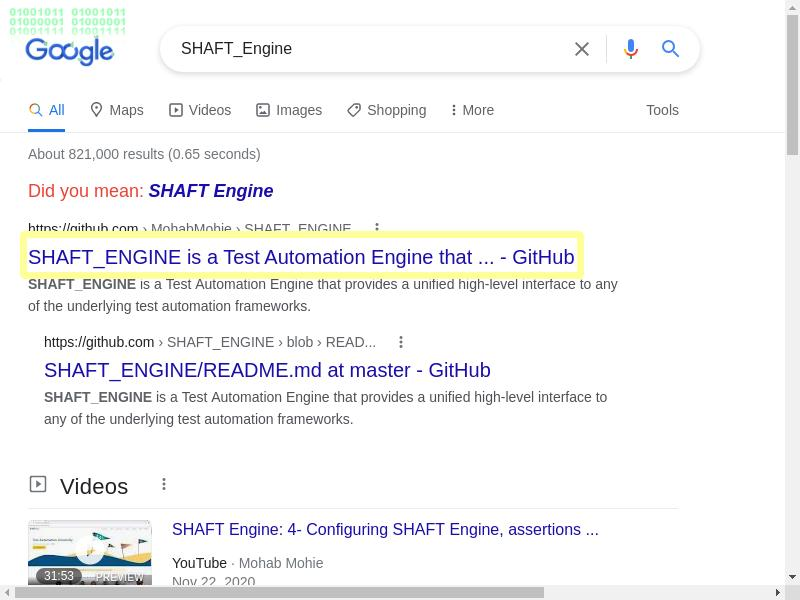 01001011 01001011
01000001 01000001
01001111 01001111
Google
SHAFT_Engine
All Maps Videos Images Shopping More Tools
About 821,000 results (0.65 seconds)
Did you mean: SHAFT Engine
https://github.com › MohabMohie › SHAFT_ENGINE
SHAFT_ENGINE is a Test Automation Engine that ... - GitHub
SHAFT_ENGINE is a Test Automation Engine that provides a unified high-level interface to any
of the underlying test automation frameworks.
https://github.com › SHAFT_ENGINE › blob › READ...
SHAFT_ENGINE/README.md at master - GitHub
SHAFT_ENGINE is a Test Automation Engine that provides a unified high-level interface to
any of the underlying test automation frameworks.
Videos
SHAFT Engine: 4- Configuring SHAFT Engine, assertions ...
YouTube · Mohab Mohie
31:53 PREVIEW
Nov 22, 2020